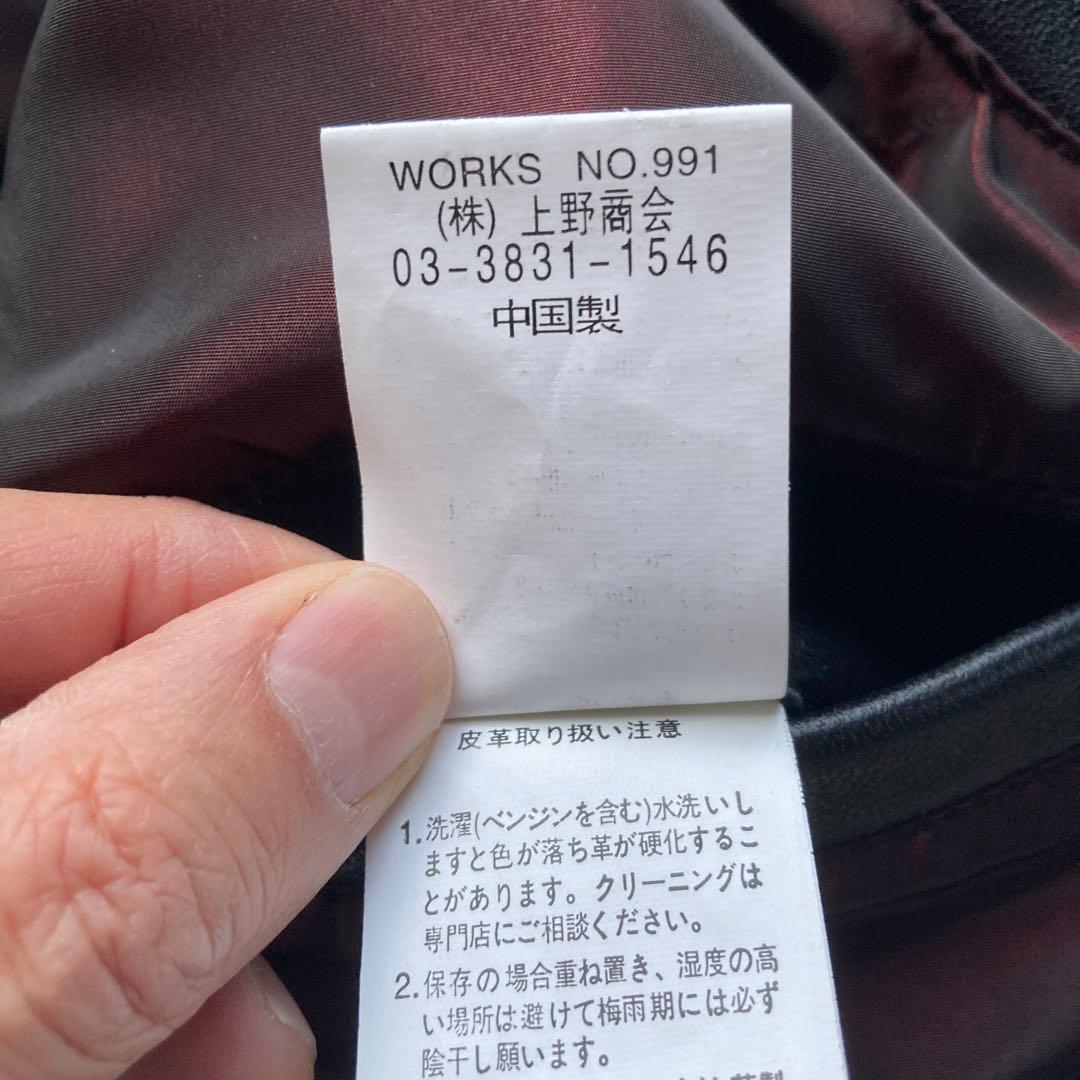 WORKS NO.991
(株) 上野商会
03-3831-1546
中国製
皮革取り扱い注意
1.洗濯(ベンジンを含む)水洗いし
ますと色が落ち革が硬化するこ
とがあります。クリーニングは
専門店にご相談ください。
2.保存の場合重ね置き、湿度の高
い場所は避けて梅雨期には必ず
陰干し願います。